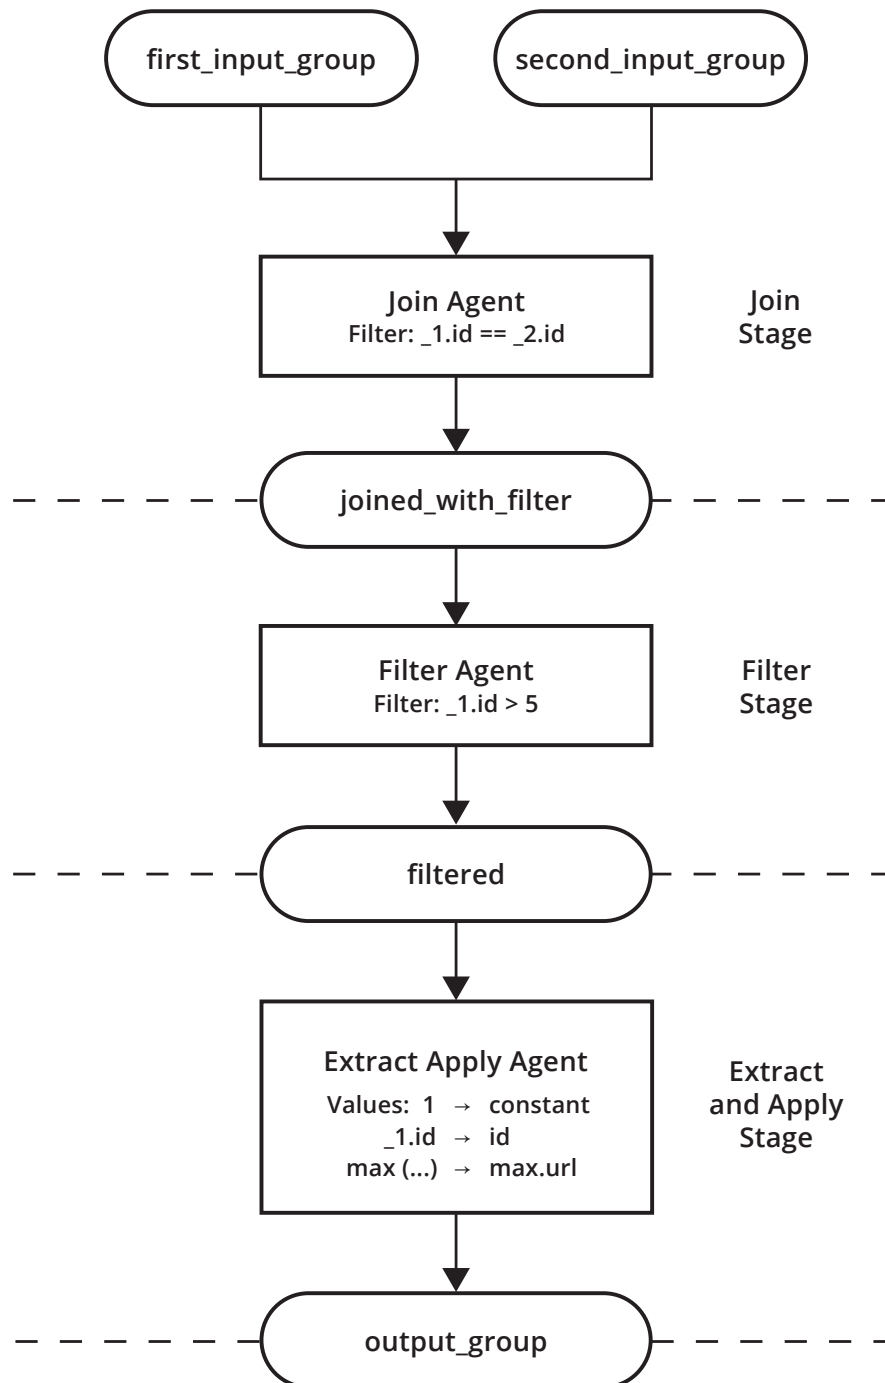 first_input_group
second_input_group
Join Agent
Filter: _1.id == _2.id
Join
Stage
joined_with_filter
Filter Agent
Filter: _1.id > 5
Filter
Stage
filtered
Extract Apply Agent
Values: 1 → constant
_1.id → id
max (...) → max.url
Extract
and Apply
Stage
output_group